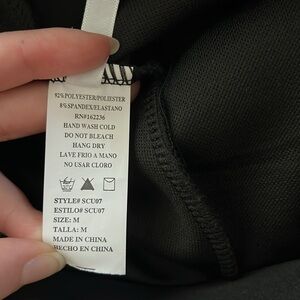 92%POLYESTER/POLIESTER
8%SPANDEX/ELASTANO
RN#162236
HAND WASH COLD
DO NOT BLEACH
HANG DRY
LAVE FRIO A MANO
NO USAR CLORO
STYLE# SCU07
ESTILO# SCU07
SIZE: M
TALLA: M
MADE IN CHINA
HECHO EN CHINA